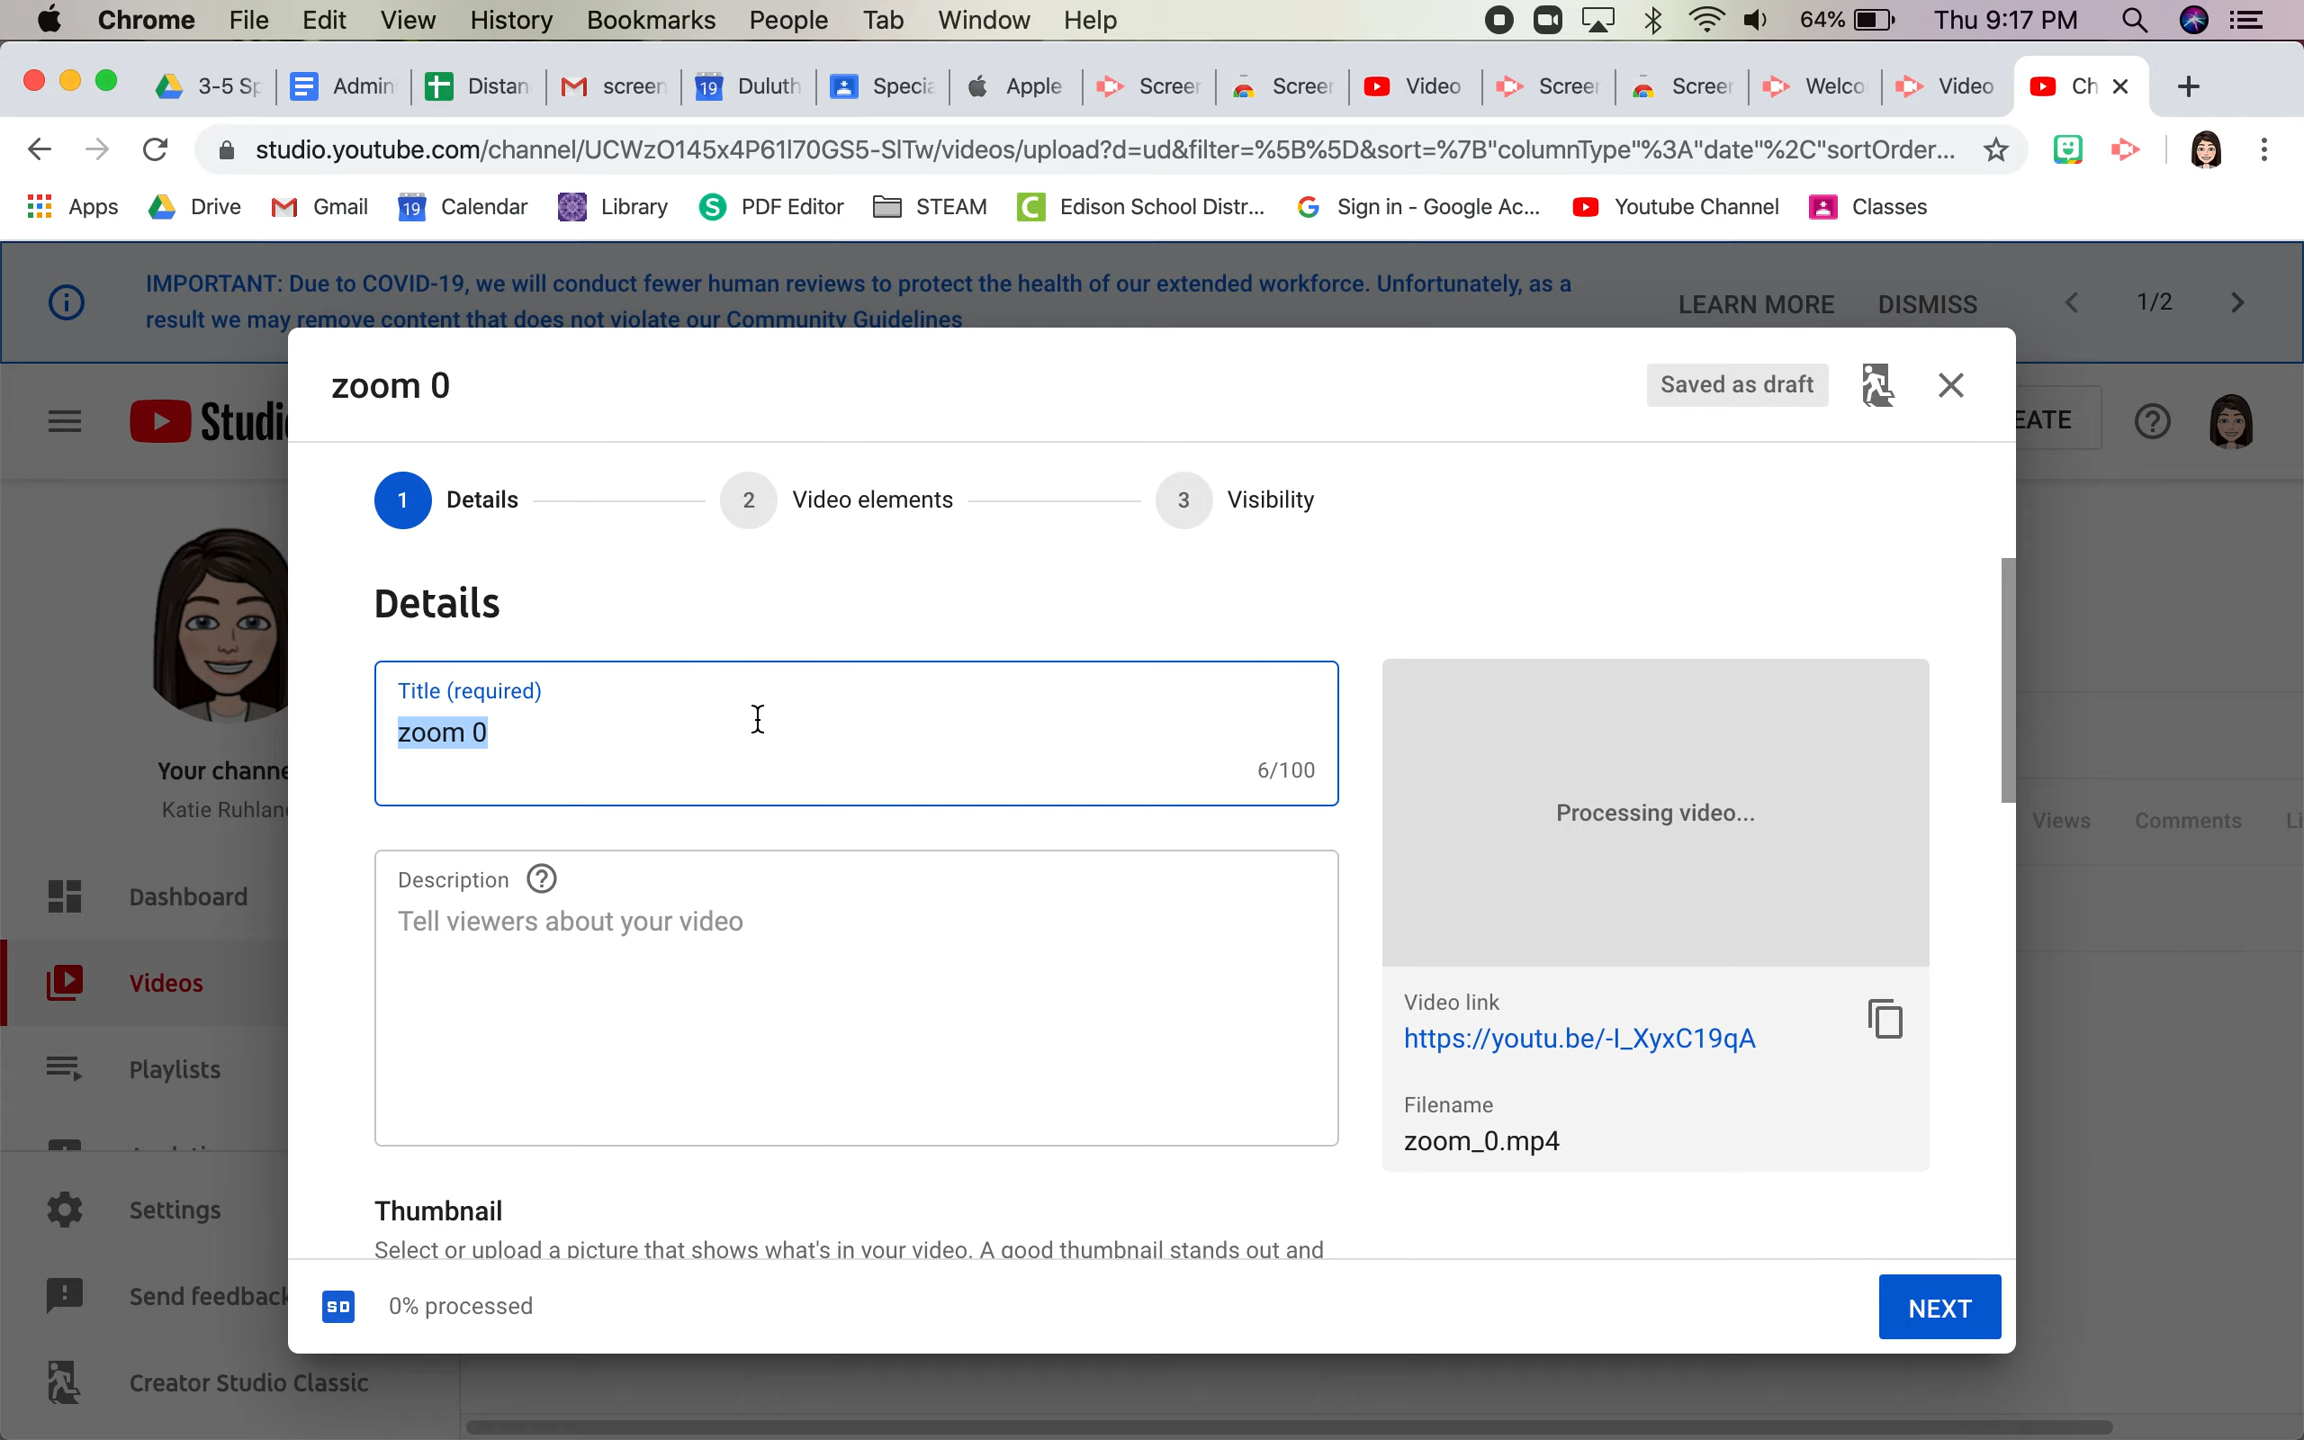 Chrome File Edit View History Bookmarks People Tab Window Help 64% Thu 9:17 PM
3-5 Sp Admin Distan screen 19 Duluth Specia Apple Screen Screen Video Screen Screen Welco Video Ch
studio.youtube.com/channel/UCWzO145x4P61l70GS5-SlTw/videos/upload?d=ud&filter=%5B%5D&sort=%7B"columnType"%3A"date"%2C"sortOrder...
Apps Drive Gmail 19 Calendar Library S PDF Editor STEAM Edison School Distr... Sign in - Google Ac... Youtube Channel Classes
IMPORTANT: Due to COVID-19, we will conduct fewer human reviews to protect the health of our extended workforce. Unfortunately, as a
result we may remove content that does not violate our Community Guidelines
LEARN MORE DISMISS 1/2
zoom 0 Saved as draft
Studi EATE
1 Details 2 Video elements 3 Visibility
Details
Title (required)
zoom 0
6/100
Description
Tell viewers about your video
Processing video...
Video link
https://youtu.be/-I_XyxC19qA
Filename
zoom_0.mp4
Thumbnail
Select or upload a picture that shows what's in your video. A good thumbnail stands out and
SD 0% processed NEXT
Your channe
Katie Ruhlan
Dashboard
Videos
Playlists
Settings
Send feedback
Creator Studio Classic
Views Comments Li